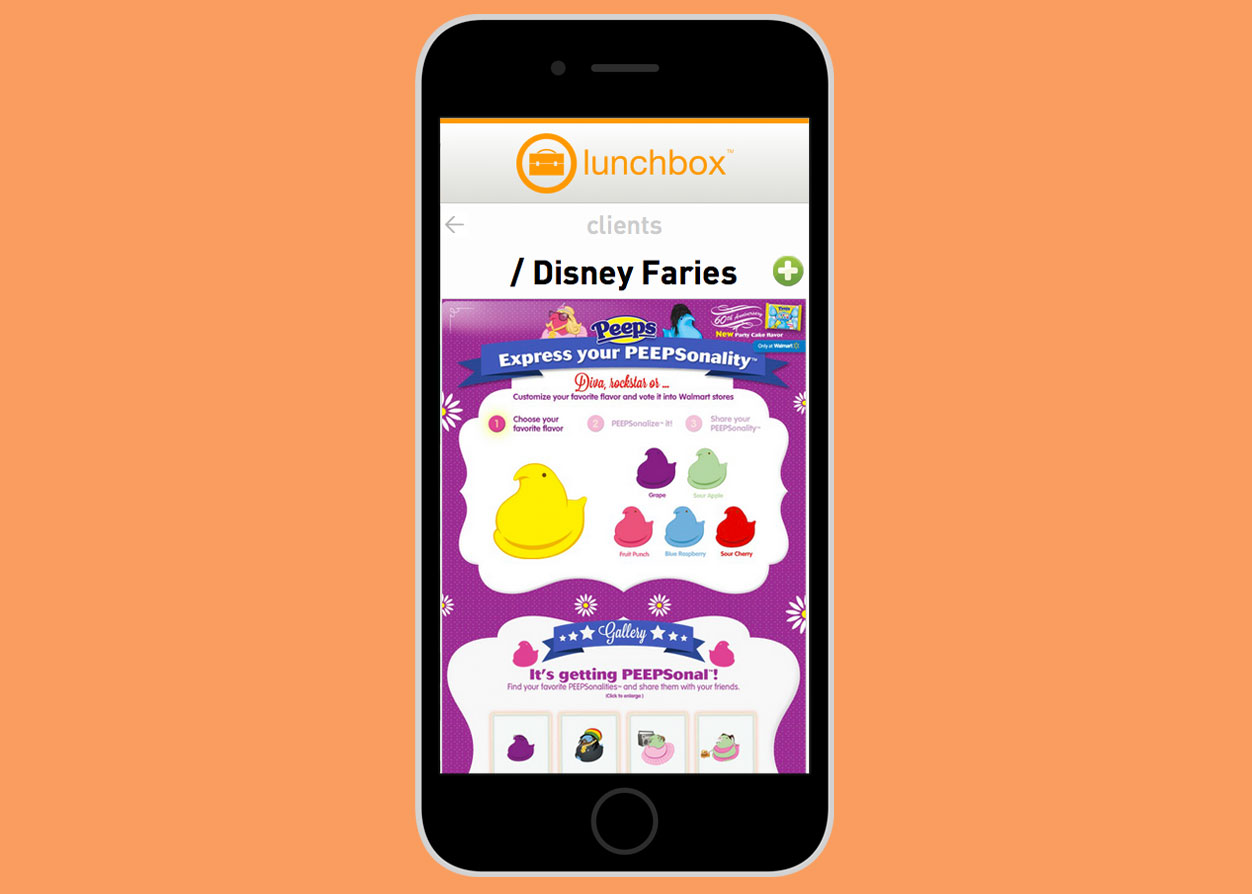 lunchbox™
clients
/ Disney Faries
60th Anniversary
New Party Cake flavor
Only at Walmart
Peeps
Express your PEEPSonality™
Diva, rockstar or ...
Customize your favorite flavor and vote it into Walmart stores
1 Choose your
favorite flavor
2 PEEPSonalize™ it!
3 Share your
PEEPSonality™
Grape
Sour Apple
Fruit Punch
Blue Raspberry
Sour Cherry
Gallery
It's getting PEEPSonal™!
Find your favorite PEEPSonalities™ and share them with your friends.
(Click to enlarge)